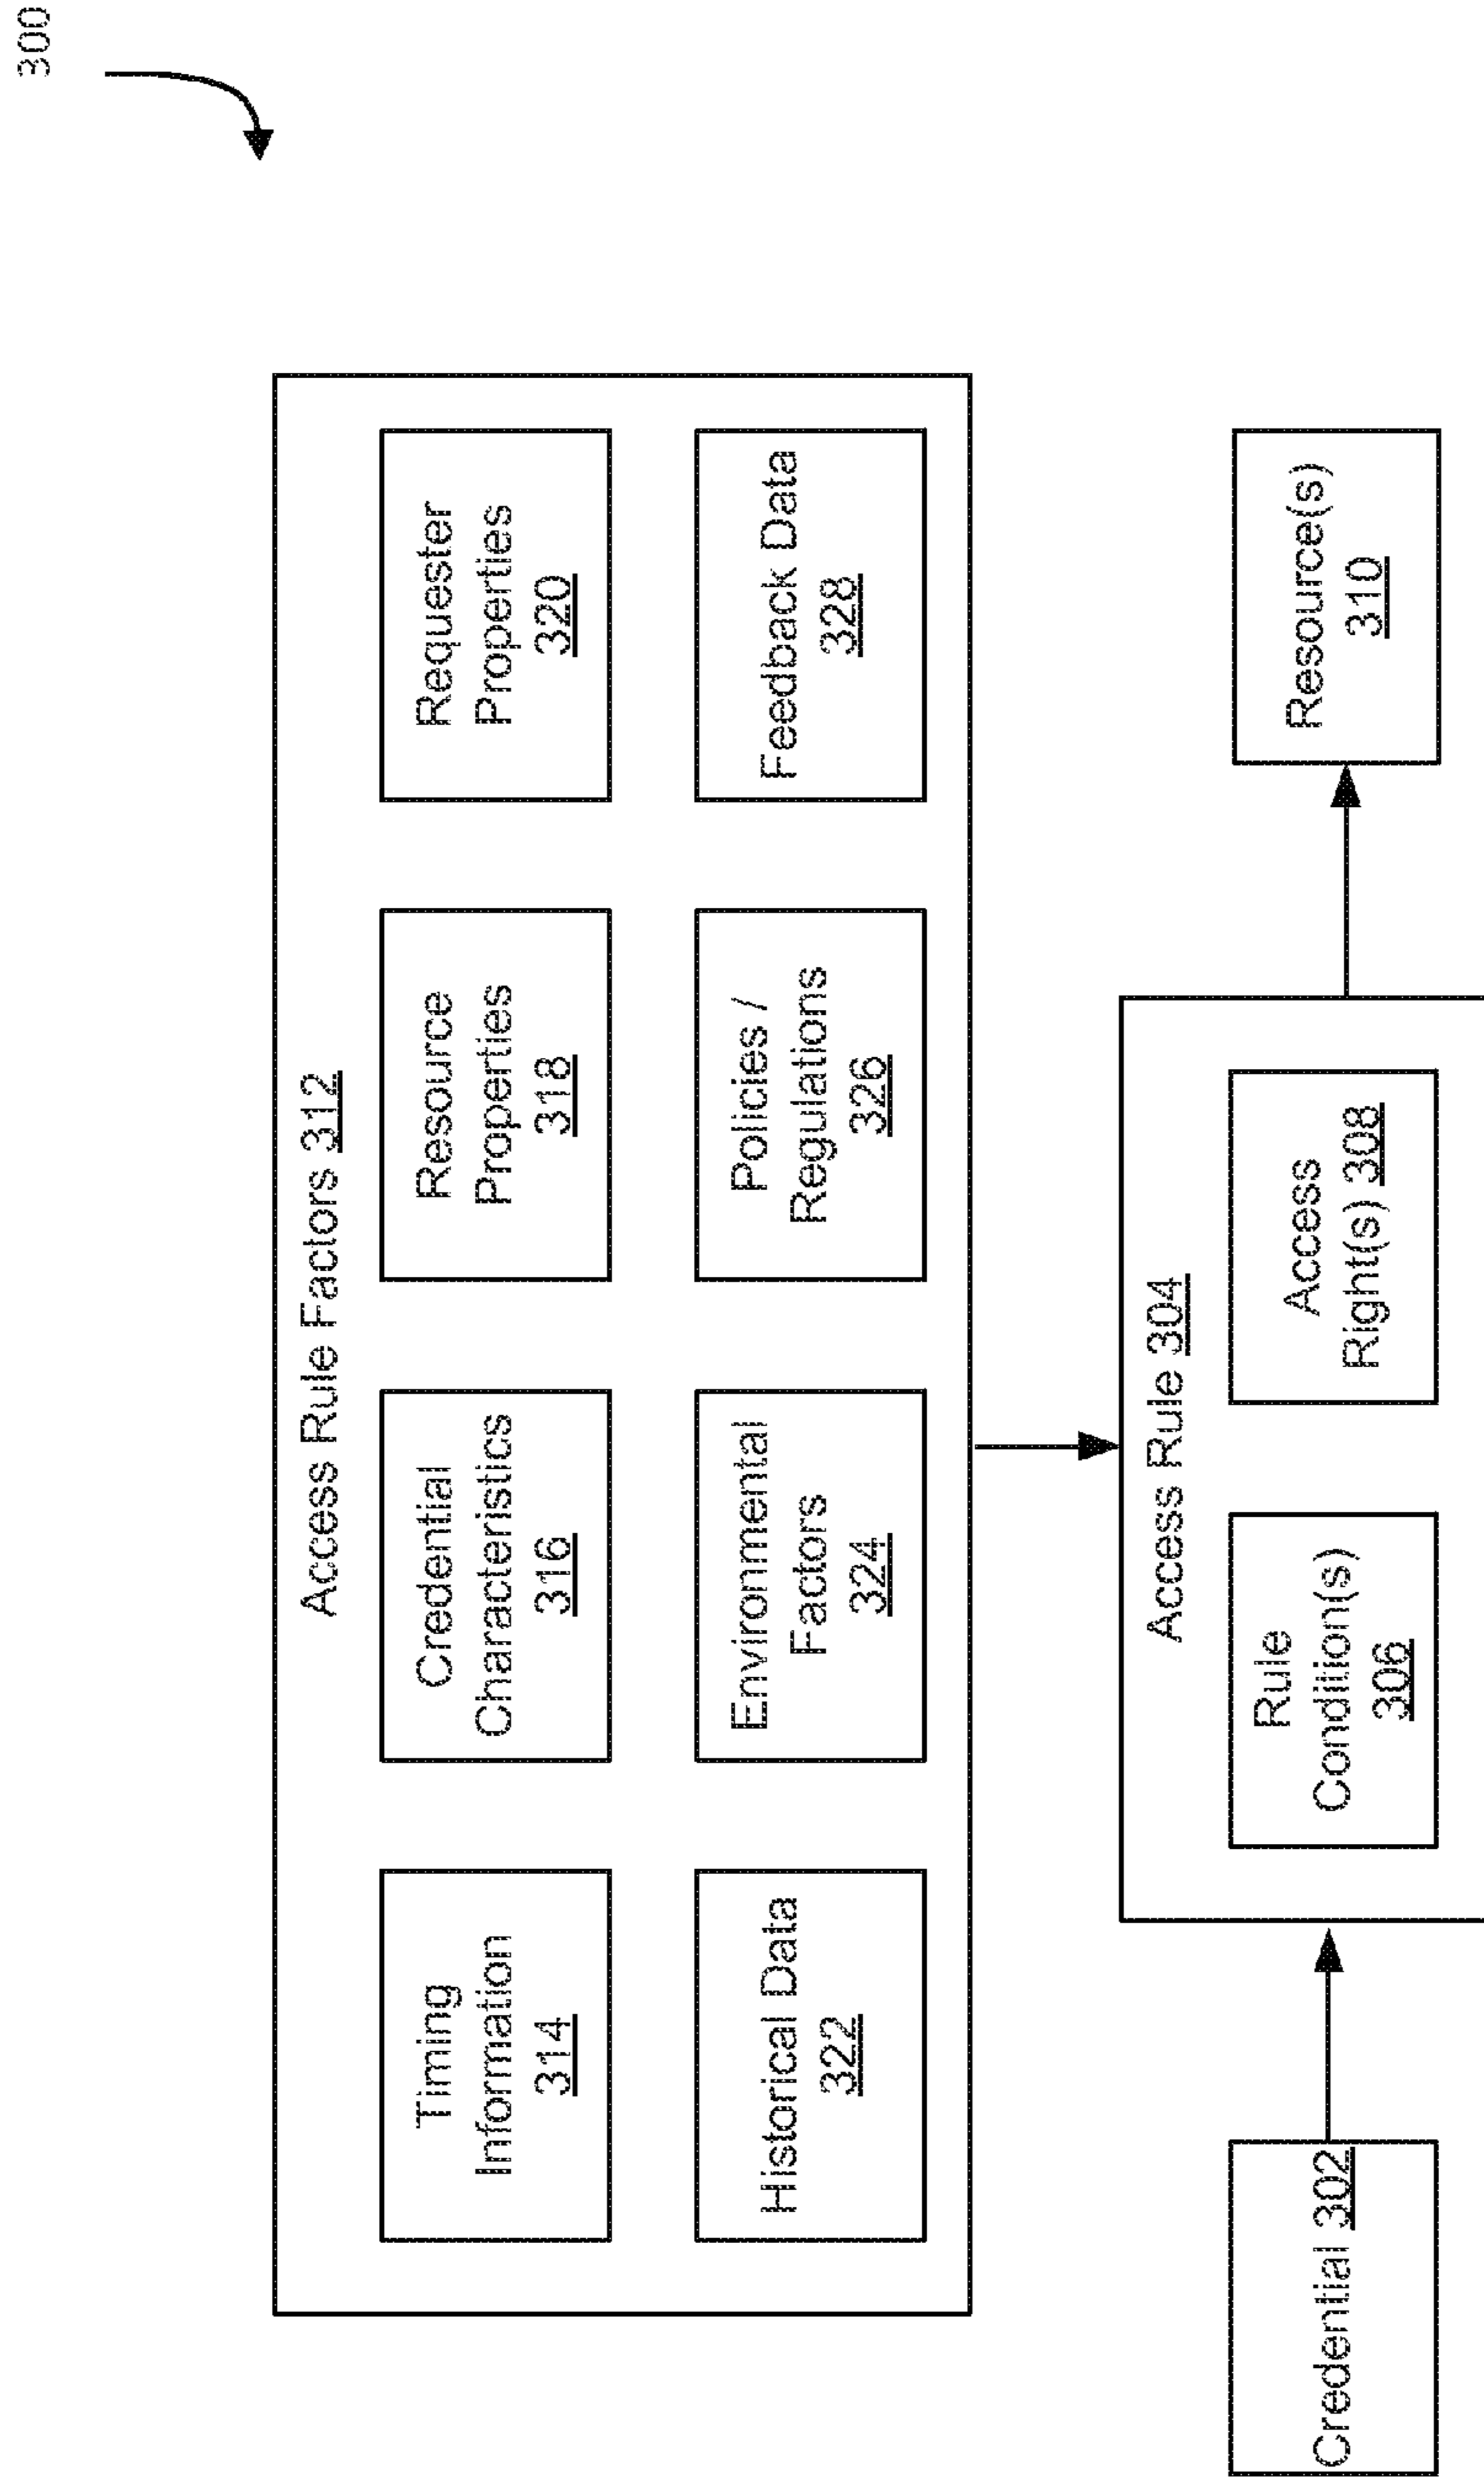 300
Access Rule Factors 312
Timing
Information
314
Credential
Characteristics
316
Resource
Properties
318
Requester
Properties
320
Historical Data
322
Environmental
Factors
324
Policies /
Regulations
326
Feedback Data
328
Credential 302
Access Rule 304
Rule
Condition(s)
306
Access
Right(s) 308
Resource(s)
310